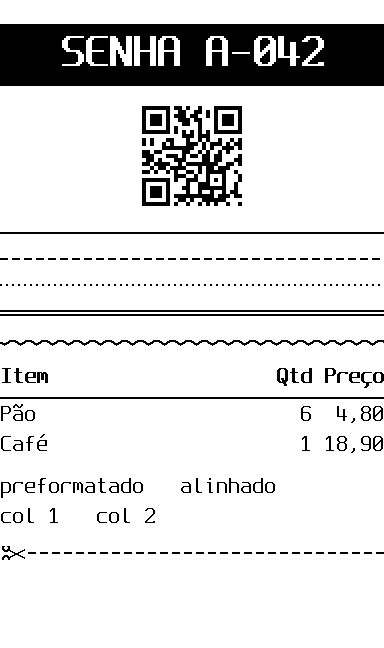 SENHA A-042
Item Qtd Preço
Pão 6 4,80
Café 1 18,90
preformatado alinhado
col 1 col 2